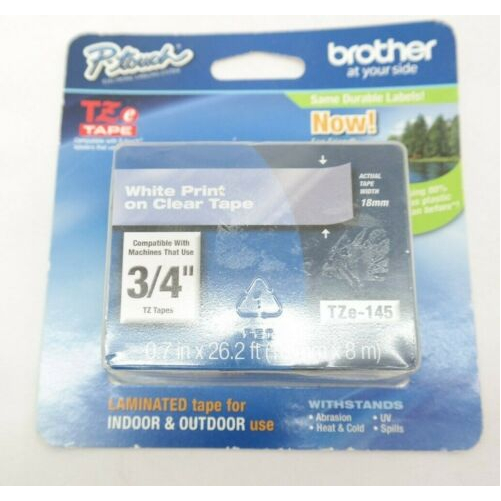 P-touch
brother
at your side
Same Durable Labels!
TZe
TAPE
Now!
White Print
on Clear Tape
ACTUAL
TAPE
WIDTH
18mm
Compatible With
Machines That Use
3/4"
TZ Tapes
TZe-145
0.7 in x 26.2 ft
x 8 m)
LAMINATED tape for
INDOOR & OUTDOOR use
WITHSTANDS
• Abrasion • UV
• Heat & Cold • Spills